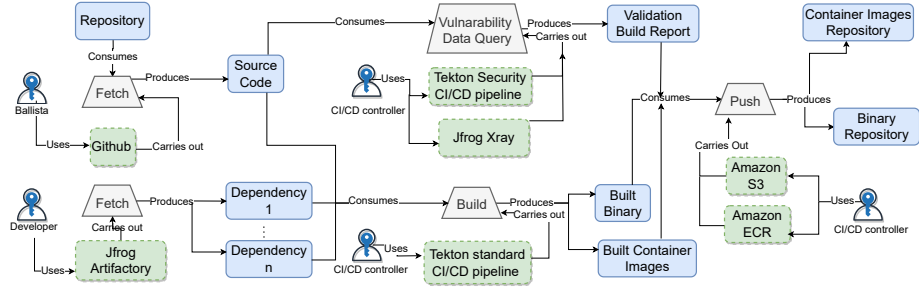 Repository
Consumes
Fetch
Produces
Source
Code
Ballista
Uses
Github
Carries out
Consumes
Vulnarability
Data Query
Produces
Carries out
Validation
Build Report
CI/CD controller
Uses
Tekton Security
CI/CD pipeline
Jfrog Xray
Consumes
Push
Produces
Container Images
Repository
Binary
Repository
Carries Out
Amazon
S3
Amazon
ECR
Uses
CI/CD controller
Developer
Uses
Jfrog
Artifactory
Carries out
Fetch
Produces
Dependency
1
Dependency
n
Consumes
Build
Produces
Carries out
CI/CD controller
Uses
Tekton standard
CI/CD pipeline
Built
Binary
Built Container
Images